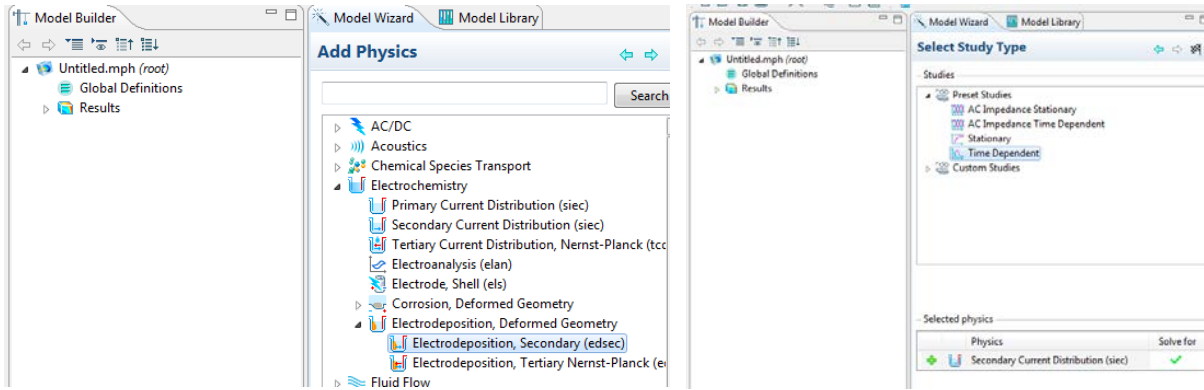 Model Builder
Untitled.mph (root)
Global Definitions
Results
Model Wizard
Model Library
Add Physics
Search
AC/DC
Acoustics
Chemical Species Transport
Electrochemistry
Primary Current Distribution (siec)
Secondary Current Distribution (siec)
Tertiary Current Distribution, Nernst-Planck (tcc
Electroanalysis (elan)
Electrode, Shell (els)
Corrosion, Deformed Geometry
Electrodeposition, Deformed Geometry
Electrodeposition, Secondary (edsec)
Electrodeposition, Tertiary Nernst-Planck (e
Fluid Flow
Model Builder
Untitled.mph (root)
Global Definitions
Results
Model Wizard
Model Library
Select Study Type
Studies
Preset Studies
AC Impedance Stationary
AC Impedance Time Dependent
Stationary
Time Dependent
Custom Studies
Selected physics
Physics Solve for
Secondary Current Distribution (siec)